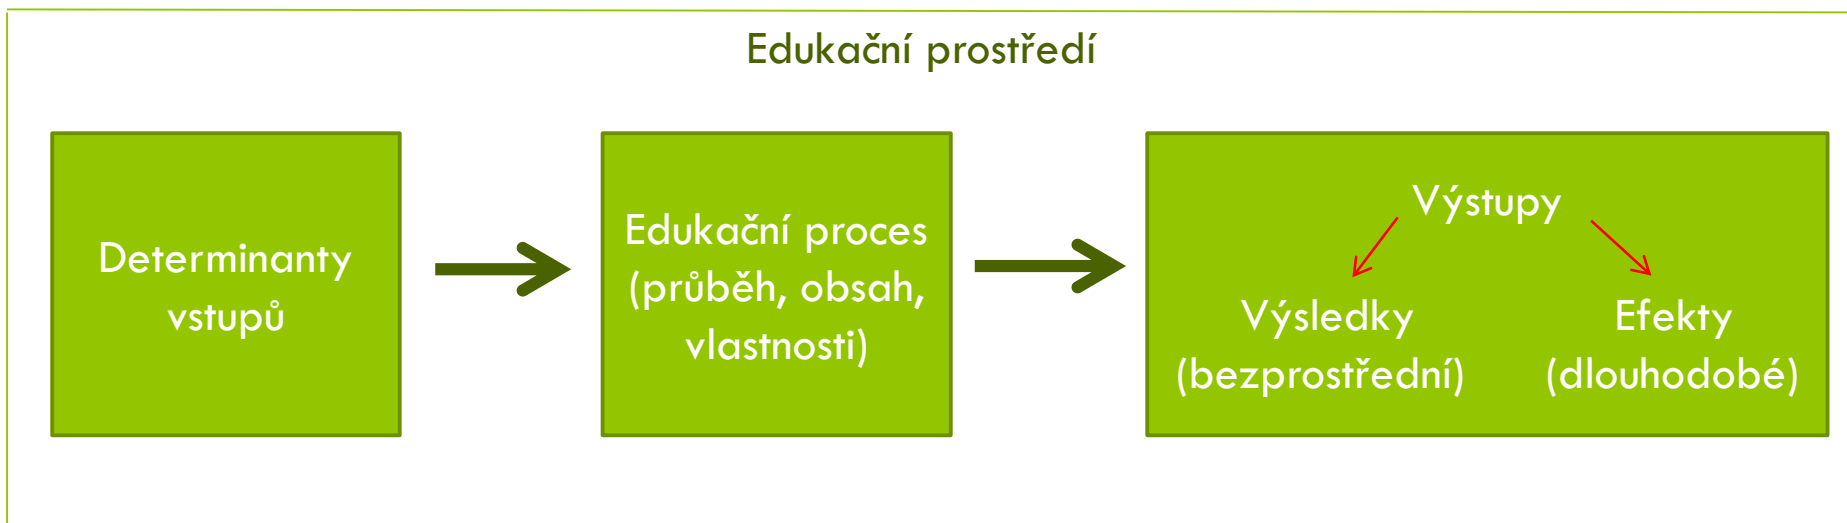 Edukační prostředí
Determinanty
vstupů
Edukační proces
(průběh, obsah,
vlastnosti)
Výstupy
Výsledky
(bezprostřední)
Efekty
(dlouhodobé)